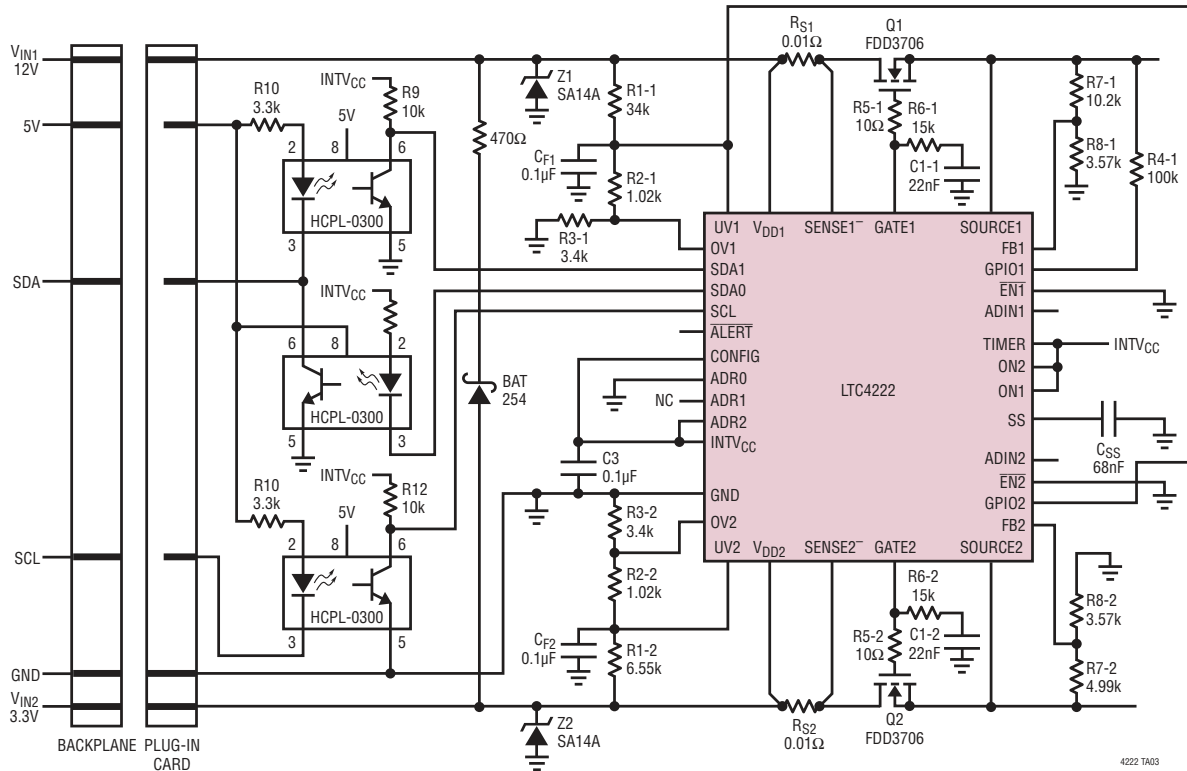 VIN1
12V
5V
SDA
SCL
GND
VIN2
3.3V
BACKPLANE
PLUG-IN
CARD
R10
3.3k
INTVCC
R9
10k
5V
2
8
6
HCPL-0300
3
5
INTVCC
6
8
2
HCPL-0300
5
3
INTVCC
R10
3.3k
R12
10k
5V
2
8
6
HCPL-0300
3
5
470Ω
BAT
254
Z1
SA14A
R1-1
34k
CF1
0.1µF
R2-1
1.02k
R3-1
3.4k
C3
0.1µF
R3-2
3.4k
R2-2
1.02k
CF2
0.1µF
R1-2
6.55k
Z2
SA14A
RS1
0.01Ω
Q1
FDD3706
R5-1
10Ω
R6-1
15k
C1-1
22nF
R7-1
10.2k
R8-1
3.57k
R4-1
100k
UV1
VDD1
SENSE1–
GATE1
SOURCE1
OV1
SDA1
SDA0
SCL
ALERT
CONFIG
ADR0
NC
ADR1
ADR2
INTVCC
GND
OV2
UV2
VDD2
SENSE2–
GATE2
SOURCE2
LTC4222
FB1
GPIO1
EN1
ADIN1
TIMER
INTVCC
ON2
ON1
SS
CSS
68nF
ADIN2
EN2
GPIO2
FB2
R6-2
15k
R5-2
10Ω
C1-2
22nF
R8-2
3.57k
R7-2
4.99k
RS2
0.01Ω
Q2
FDD3706
4222 TA03